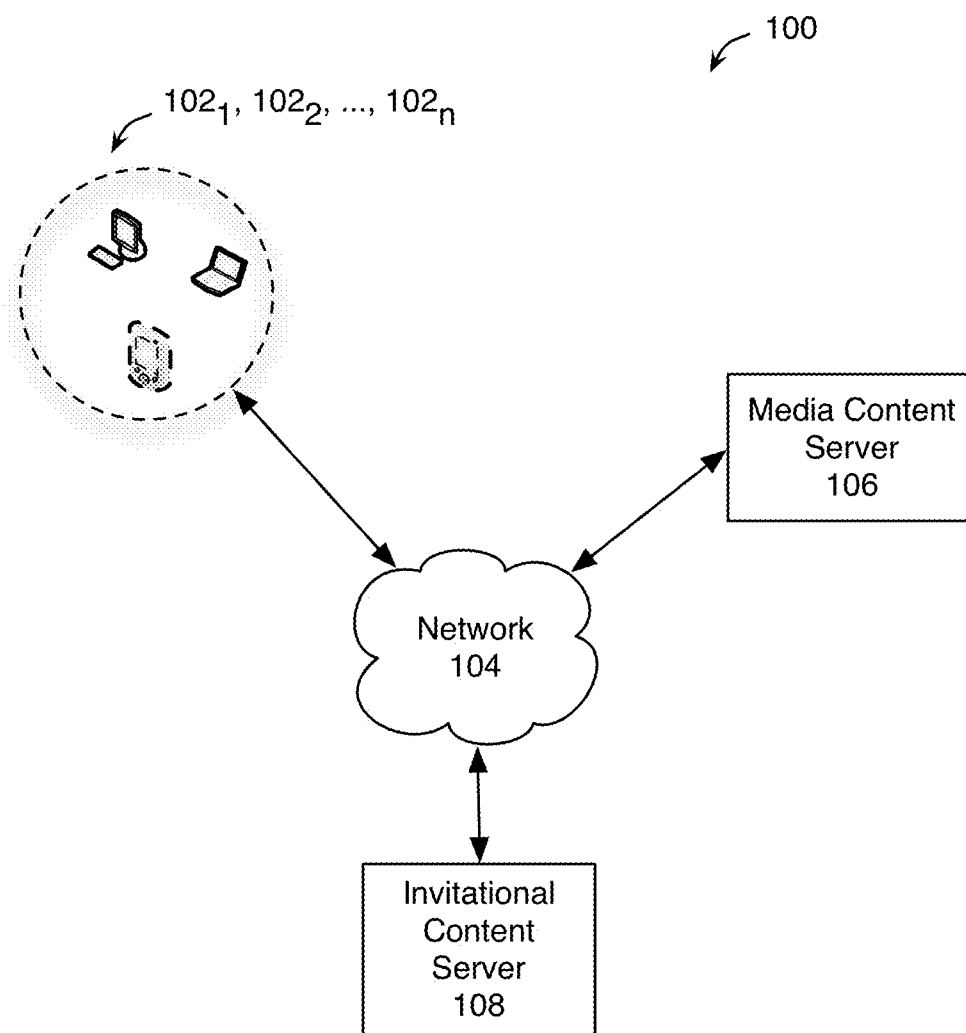 100
102₁, 102₂, ..., 102ₙ
Media Content
Server
106
Network
104
Invitational
Content
Server
108